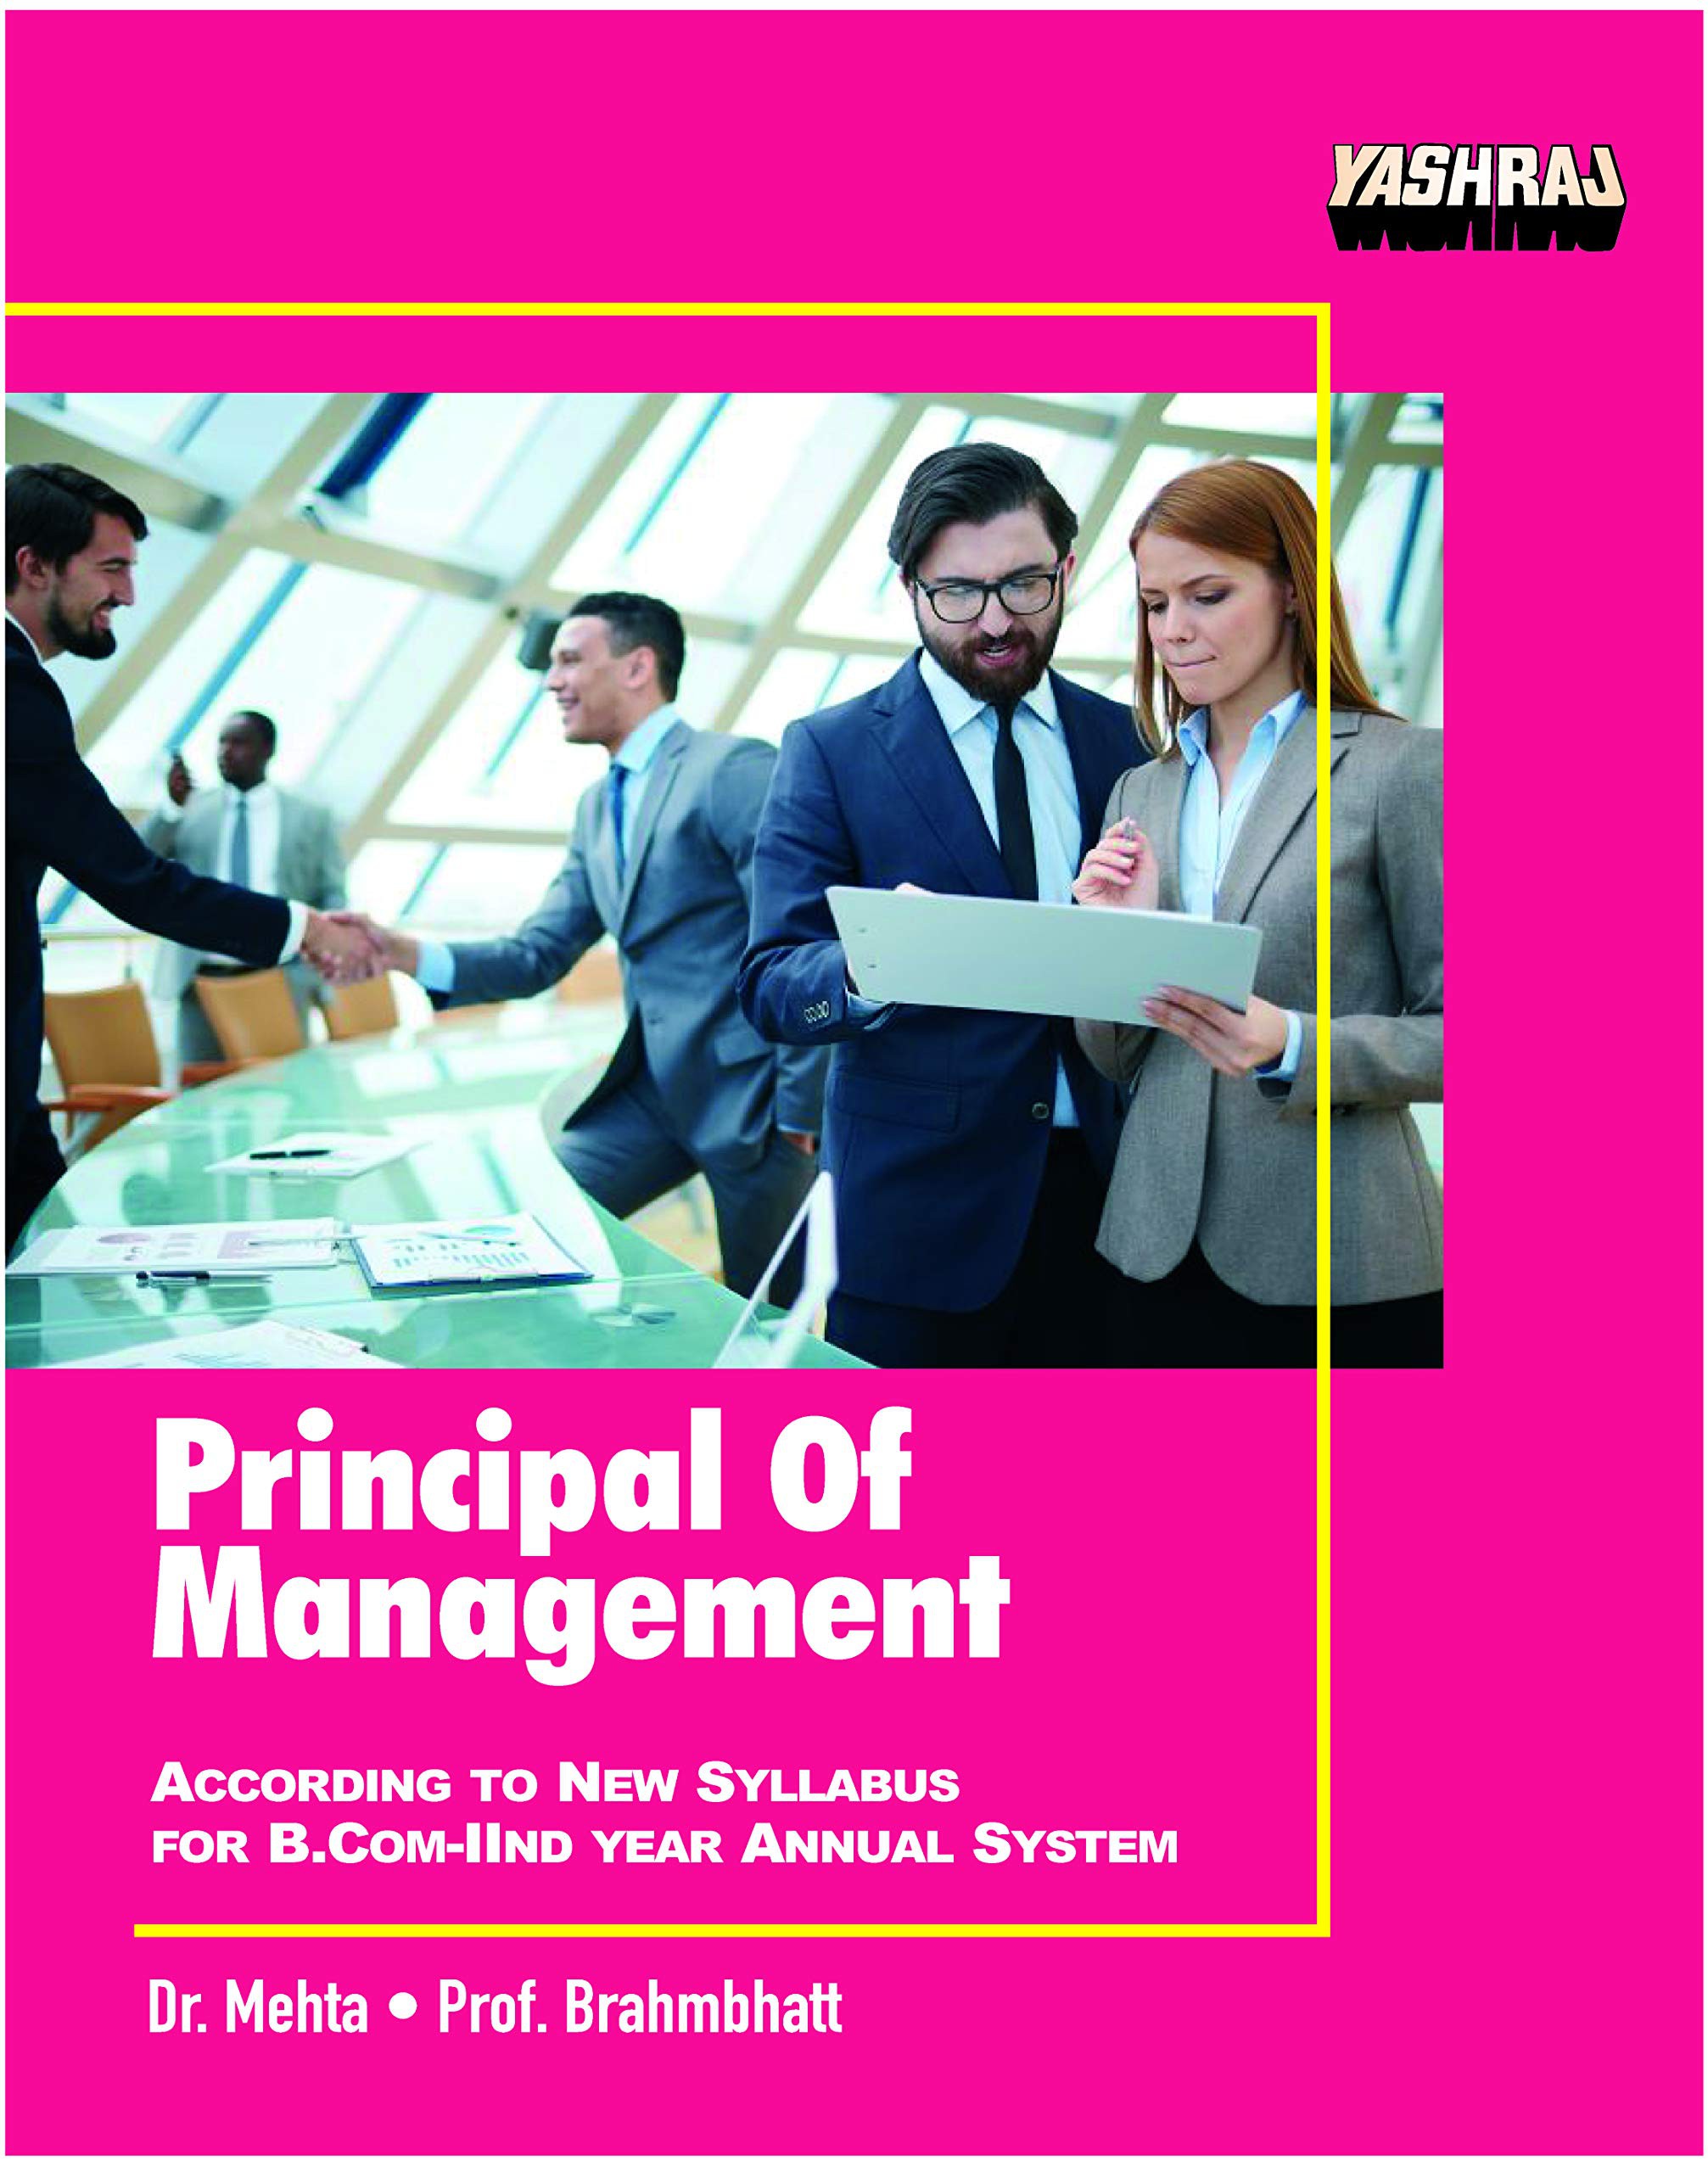 YASHRAJ
Principal Of
Management
ACCORDING TO NEW SYLLABUS
FOR B.COM-IIND YEAR ANNUAL SYSTEM
Dr. Mehta • Prof. Brahmbhatt